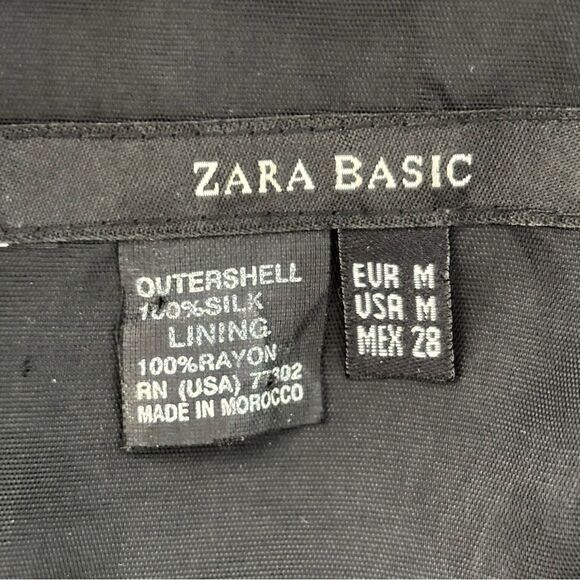 ZARA BASIC
OUTERSHELL
100%SILK
LINING
100%RAYON
RN (USA) 77302
MADE IN MOROCCO
EUR M
USA M
MEX 28